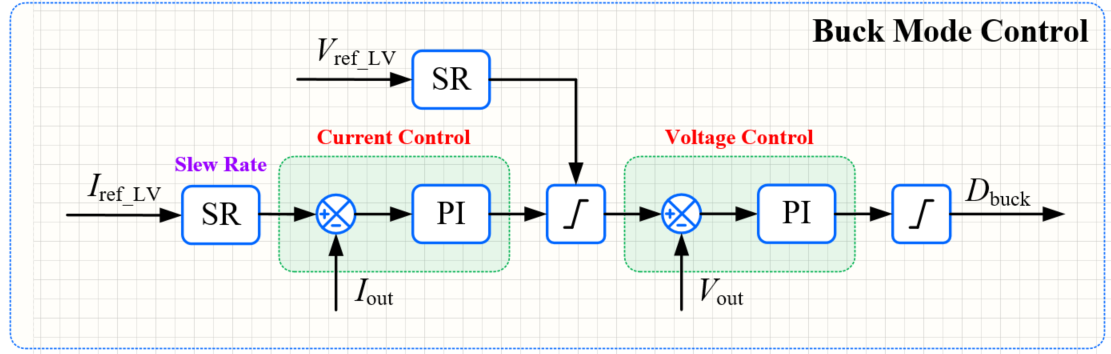 Buck Mode Control
V_ref_LV
SR
Current Control
Voltage Control
Slew Rate
I_ref_LV
SR
+
−
PI
+
−
PI
D_buck
I_out
V_out